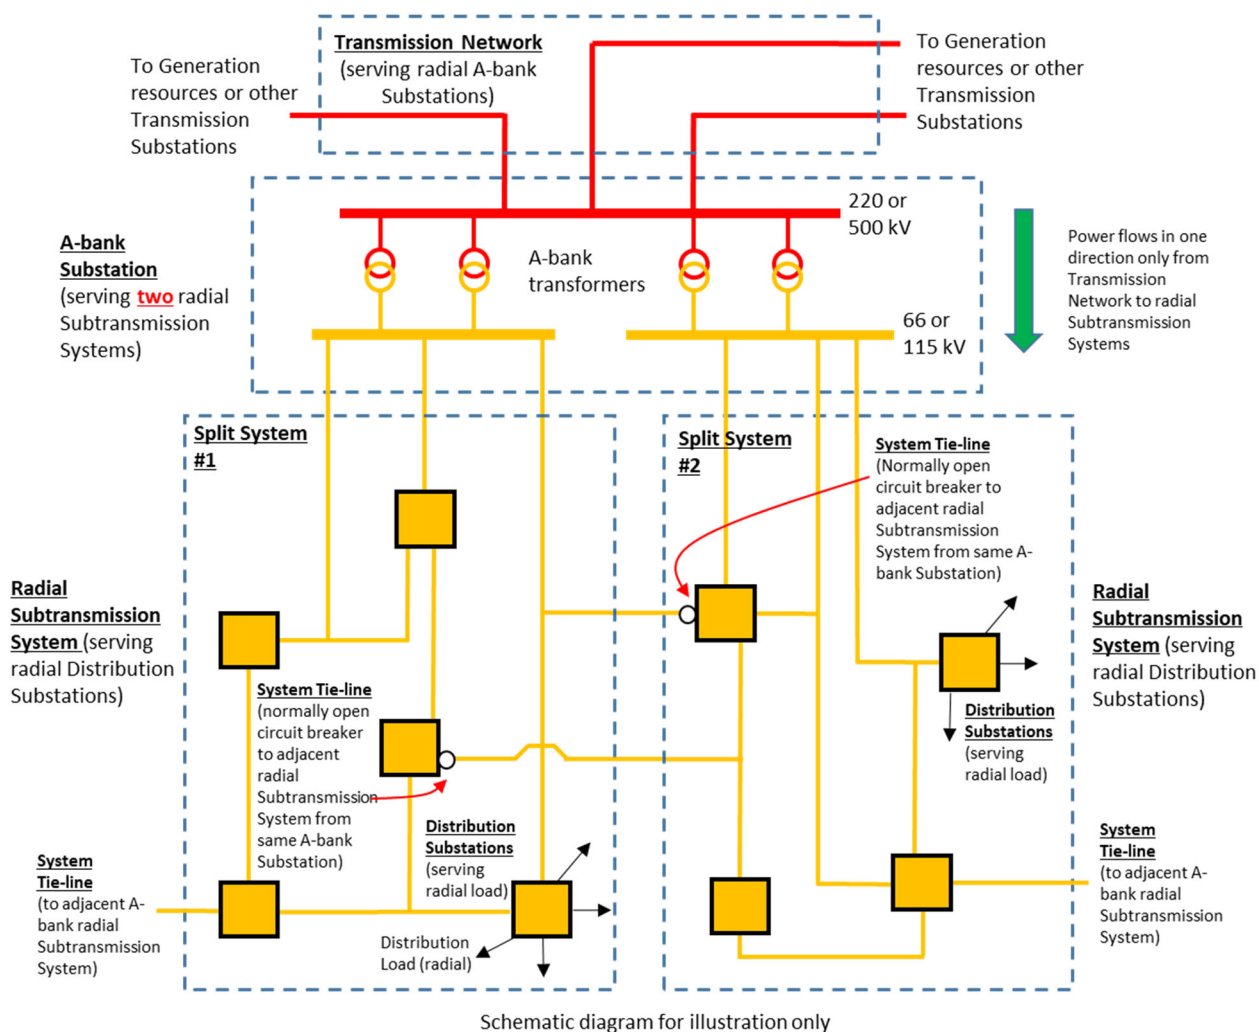 Transmission Network
(serving radial A-bank
Substations)
To Generation
resources or other
Transmission
Substations
To Generation
resources or other
Transmission
Substations
A-bank
Substation
(serving two radial
Subtransmission
Systems)
220 or
500 kV
A-bank
transformers
66 or
115 kV
Power flows in one
direction only from
Transmission
Network to radial
Subtransmission
Systems
Split System
#1
Split System
#2
System Tie-line
(Normally open
circuit breaker to
adjacent radial
Subtransmission
System from same A-
bank Substation)
Radial
Subtransmission
System (serving
radial Distribution
Substations)
Radial
Subtransmission
System (serving
radial Distribution
Substations)
System Tie-line
(normally open
circuit breaker
to adjacent
radial
Subtransmission
System from
same A-bank
Substation)
Distribution
Substations
(serving
radial load)
Distribution
Substations
(serving
radial load)
System
Tie-line
(to adjacent A-
bank radial
Subtransmission
System)
System
Tie-line
(to adjacent A-
bank radial
Subtransmission
System)
Distribution
Load (radial)
Schematic diagram for illustration only